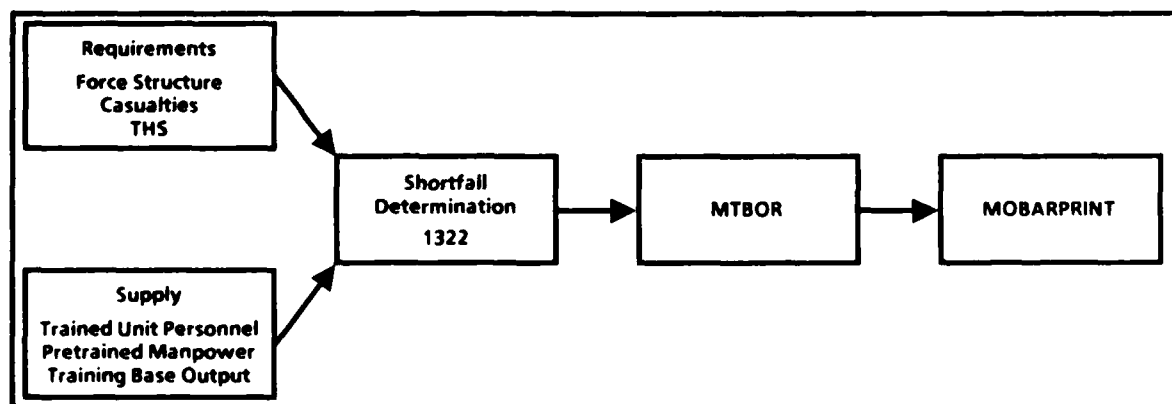 Requirements
Force Structure
Casualties
THS
Shortfall
Determination
1322
MTBOR
MOBARPRINT
Supply
Trained Unit Personnel
Pretrained Manpower
Training Base Output